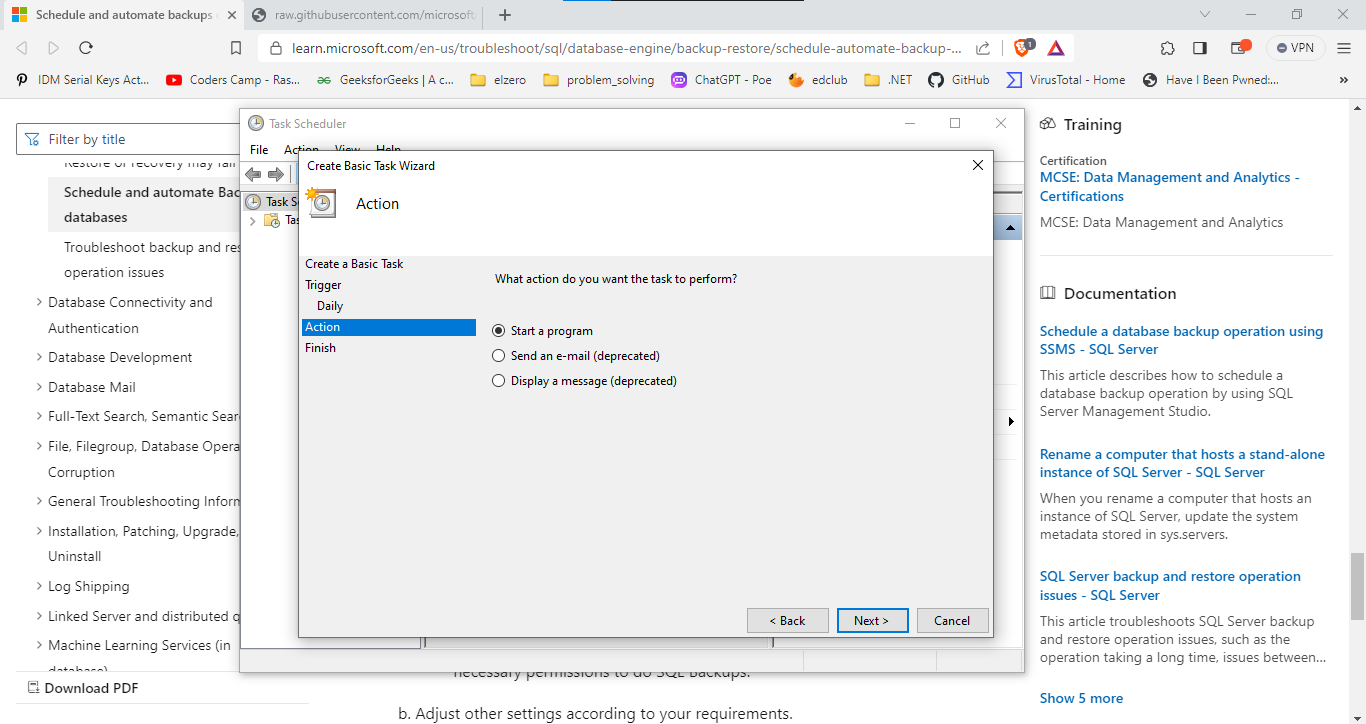 Schedule and automate backups
raw.githubusercontent.com/microsoft
learn.microsoft.com/en-us/troubleshoot/sql/database-engine/backup-restore/schedule-automate-backup-...
1
VPN
IDM Serial Keys Act...
Coders Camp - Ras...
GeeksforGeeks | A c...
elzero
problem_solving
ChatGPT - Poe
edclub
.NET
GitHub
VirusTotal - Home
Have I Been Pwned:...
»
Filter by title
Restore or recovery may fail
Schedule and automate Bac
databases
Troubleshoot backup and res
operation issues
Database Connectivity and
Authentication
Database Development
Database Mail
Full-Text Search, Semantic Sear
File, Filegroup, Database Opera
Corruption
General Troubleshooting Inform
Installation, Patching, Upgrade,
Uninstall
Log Shipping
Linked Server and distributed q
Machine Learning Services (in
database)
Download PDF
Task Scheduler
File Action View Help
Task S
Tas
Create Basic Task Wizard
Action
Create a Basic Task
Trigger
Daily
Action
Finish
What action do you want the task to perform?
Start a program
Send an e-mail (deprecated)
Display a message (deprecated)
< Back
Next >
Cancel
necessary permissions to do SQL Backups.
b. Adjust other settings according to your requirements.
Training
Certification
MCSE: Data Management and Analytics -
Certifications
MCSE: Data Management and Analytics
Documentation
Schedule a database backup operation using
SSMS - SQL Server
This article describes how to schedule a
database backup operation by using SQL
Server Management Studio.
Rename a computer that hosts a stand-alone
instance of SQL Server - SQL Server
When you rename a computer that hosts an
instance of SQL Server, update the system
metadata stored in sys.servers.
SQL Server backup and restore operation
issues - SQL Server
This article troubleshoots SQL Server backup
and restore operation issues, such as the
operation taking a long time, issues between...
Show 5 more